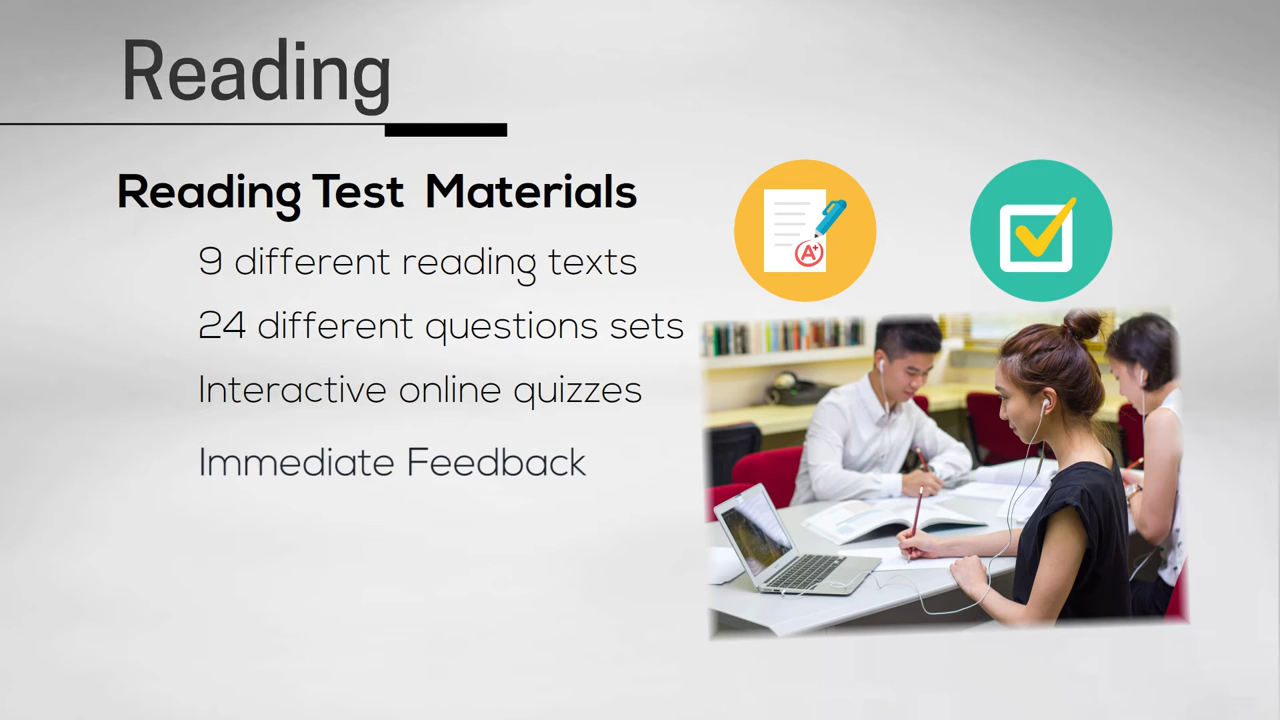 Reading
Reading Test Materials
9 different reading texts
24 different questions sets
Interactive online quizzes
Immediate Feedback
A+